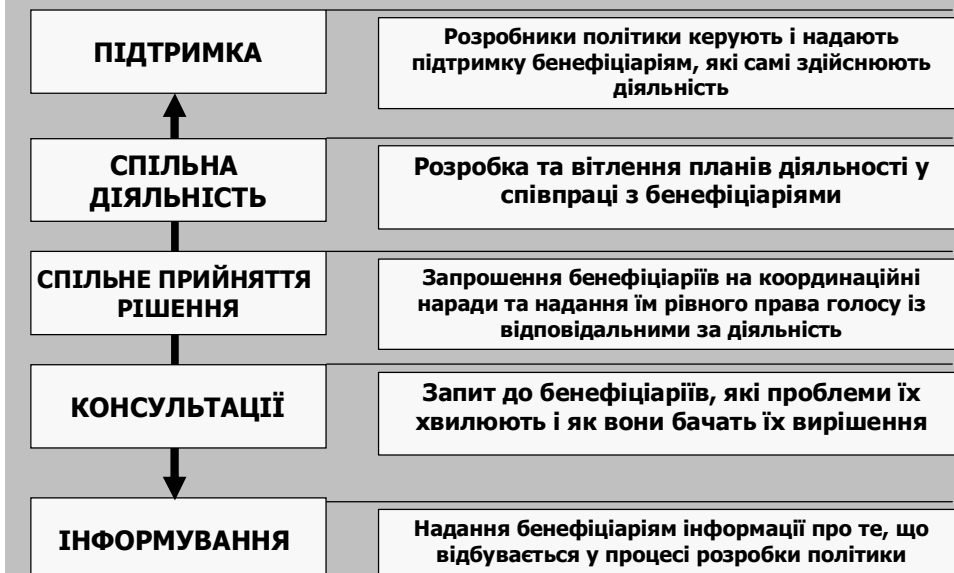 ПІДТРИМКА
Розробники політики керують і надають
підтримку бенефіціаріям, які самі здійснюють
діяльність
СПІЛЬНА
ДІЯЛЬНІСТЬ
Розробка та вітлення планів діяльності у
співпраці з бенефіціаріями
СПІЛЬНЕ ПРИЙНЯТТЯ
РІШЕННЯ
Запрошення бенефіціаріїв на координаційні
наради та надання їм рівного права голосу із
відповідальними за діяльність
КОНСУЛЬТАЦІЇ
Запит до бенефіціаріїв, які проблеми їх
хвилюють і як вони бачать їх вирішення
ІНФОРМУВАННЯ
Надання бенефіціаріям інформації про те, що
відбувається у процесі розробки політики